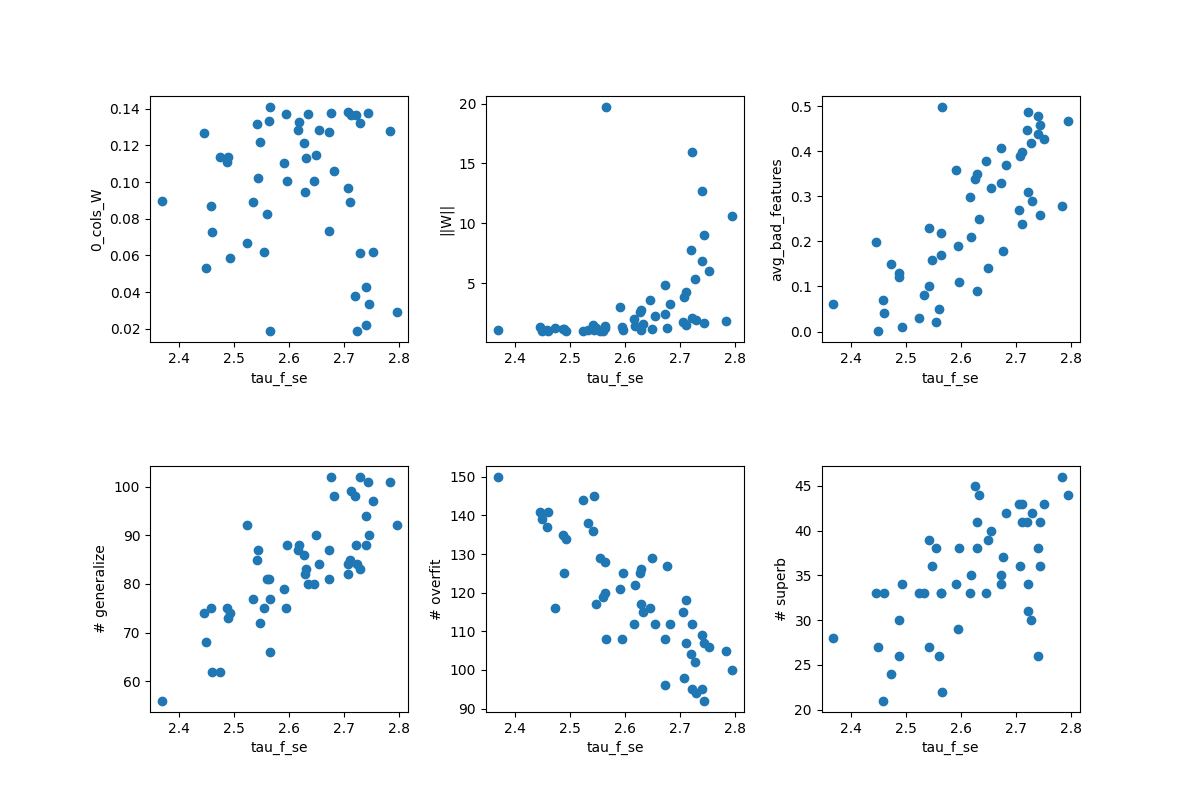 0.14
0.12
0.10
0.08
0.06
0.04
0.02
0_cols_W
2.4 2.5 2.6 2.7 2.8
tau_f_se
20
15
10
5
||W||
2.4 2.5 2.6 2.7 2.8
tau_f_se
0.5
0.4
0.3
0.2
0.1
0.0
avg_bad_features
2.4 2.5 2.6 2.7 2.8
tau_f_se
100
90
80
70
60
# generalize
2.4 2.5 2.6 2.7 2.8
tau_f_se
150
140
130
120
110
100
90
# overfit
2.4 2.5 2.6 2.7 2.8
tau_f_se
45
40
35
30
25
20
# superb
2.4 2.5 2.6 2.7 2.8
tau_f_se